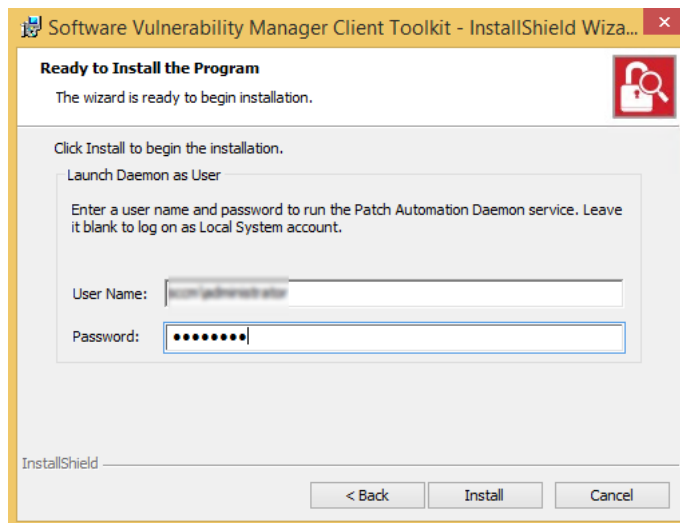 Software Vulnerability Manager Client Toolkit - InstallShield Wiza...
Ready to Install the Program
The wizard is ready to begin installation.
Click Install to begin the installation.
Launch Daemon as User
Enter a user name and password to run the Patch Automation Daemon service. Leave
it blank to log on as Local System account.
User Name:
Password: ●●●●●●●●
InstallShield
< Back Install Cancel